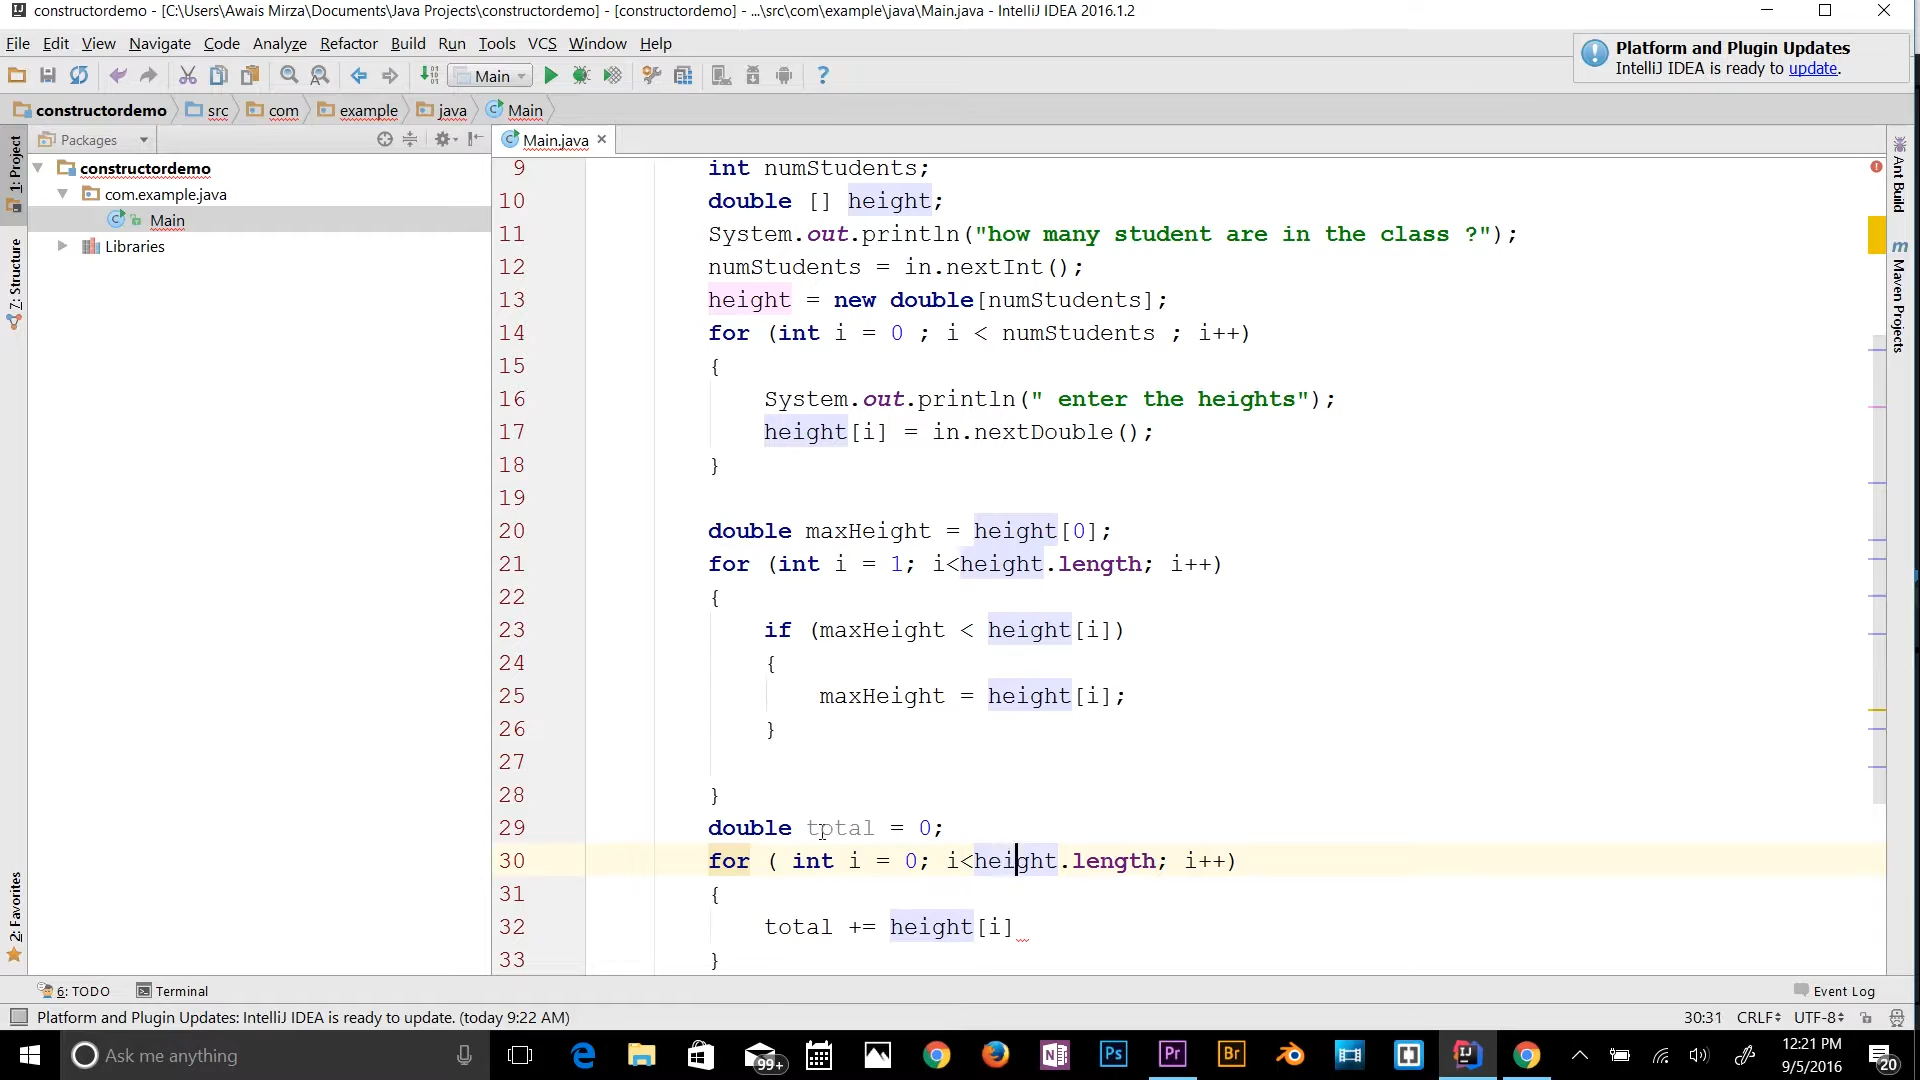 constructordemo - [C:\Users\Awais Mirza\Documents\Java Projects\constructordemo] - [constructordemo] - ...\src\com\example\java\Main.java - IntelliJ IDEA 2016.1.2
File Edit View Navigate Code Analyze Refactor Build Run Tools VCS Window Help
Platform and Plugin Updates
IntelliJ IDEA is ready to update.
Main
constructordemo src com example java Main
Packages
Main.java
1: Project
7: Structure
2: Favorites
constructordemo
com.example.java
Main
Libraries
9 int numStudents;
10 double [] height;
11 System.out.println("how many student are in the class ?");
12 numStudents = in.nextInt();
13 height = new double[numStudents];
14 for (int i = 0 ; i < numStudents ; i++)
15 {
16 System.out.println(" enter the heights");
17 height[i] = in.nextDouble();
18 }
19
20 double maxHeight = height[0];
21 for (int i = 1; i<height.length; i++)
22 {
23 if (maxHeight < height[i])
24 {
25 maxHeight = height[i];
26 }
27
28 }
29 double total = 0;
30 for ( int i = 0; i<height.length; i++)
31 {
32 total += height[i]
33 }
Ant Build
Maven Projects
6: TODO Terminal Event Log
Platform and Plugin Updates: IntelliJ IDEA is ready to update. (today 9:22 AM) 30:31 CRLF UTF-8
Ask me anything
99+
Ps
Pr
Br
12:21 PM
9/5/2016
20